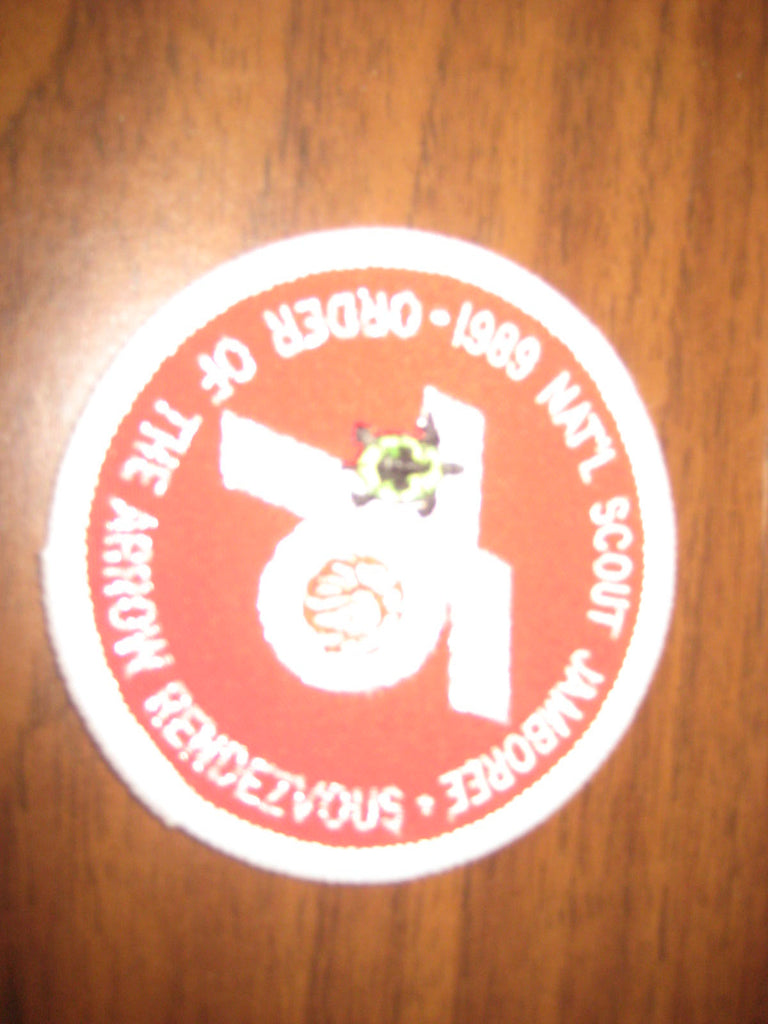 1989 NAT'L SCOUT JAMBOREE •
ORDER OF THE ARROW RENDEZVOUS •